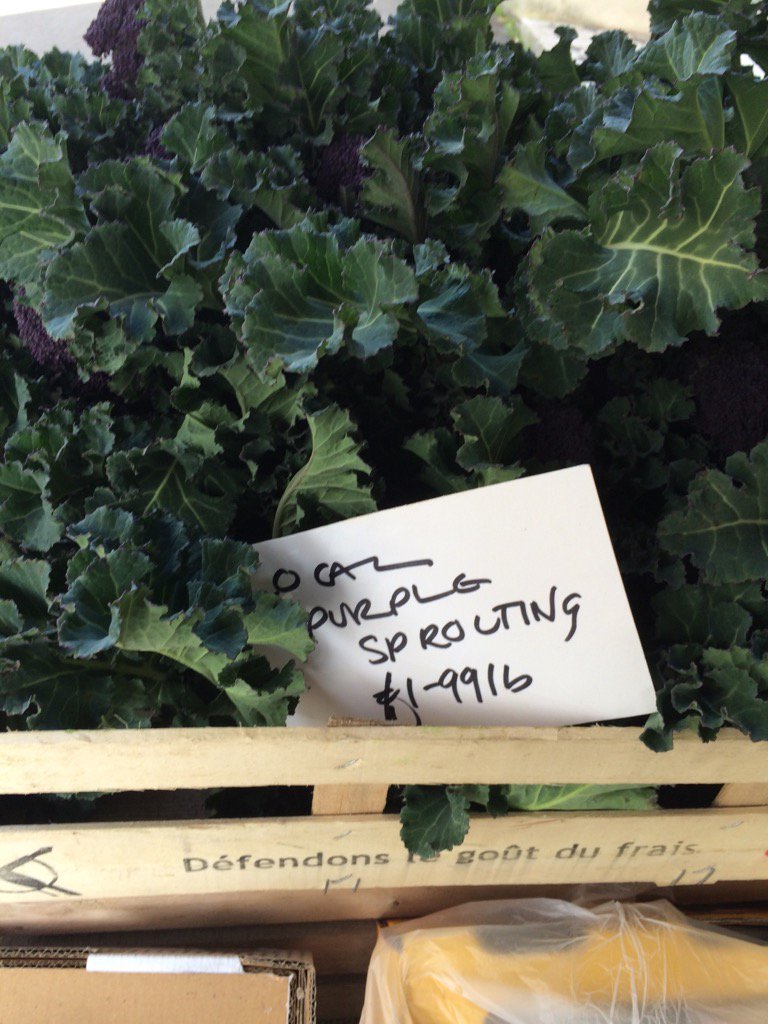 OCAL
PURPLE
SPROUTING
£1-99lb
Défendons le goût du frais